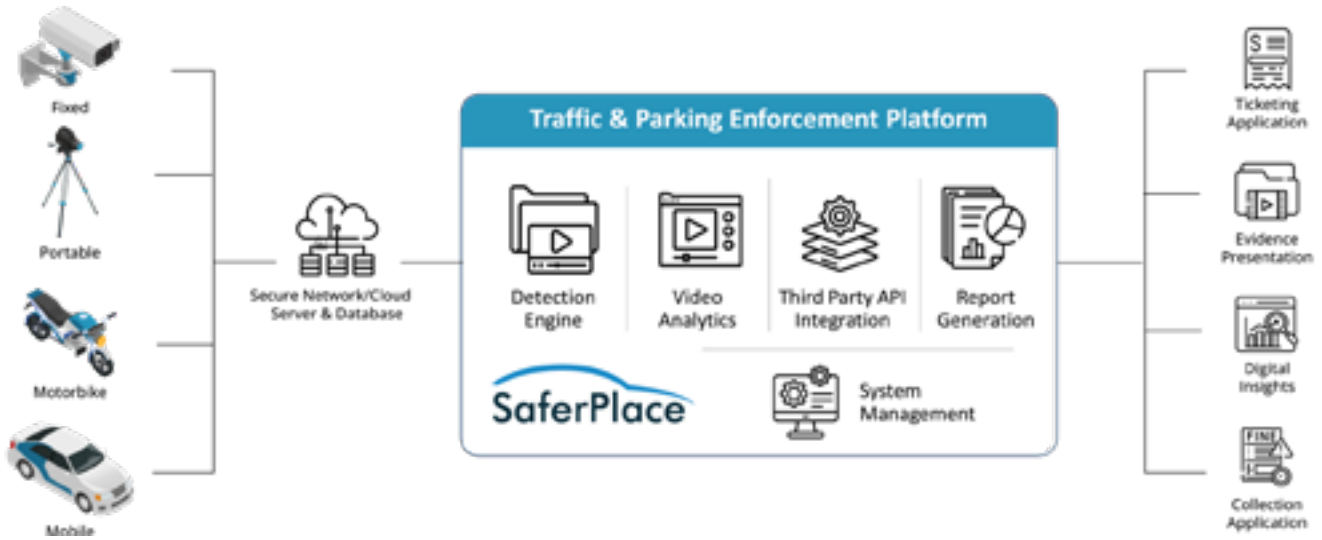 Fixed
Portable
Motorbike
Mobile
Secure Network/Cloud
Server & Database
Traffic & Parking Enforcement Platform
Detection
Engine
Video
Analytics
Third Party API
Integration
Report
Generation
SaferPlace
System
Management
$
Ticketing
Application
Evidence
Presentation
Digital
Insights
FINE
Collection
Application